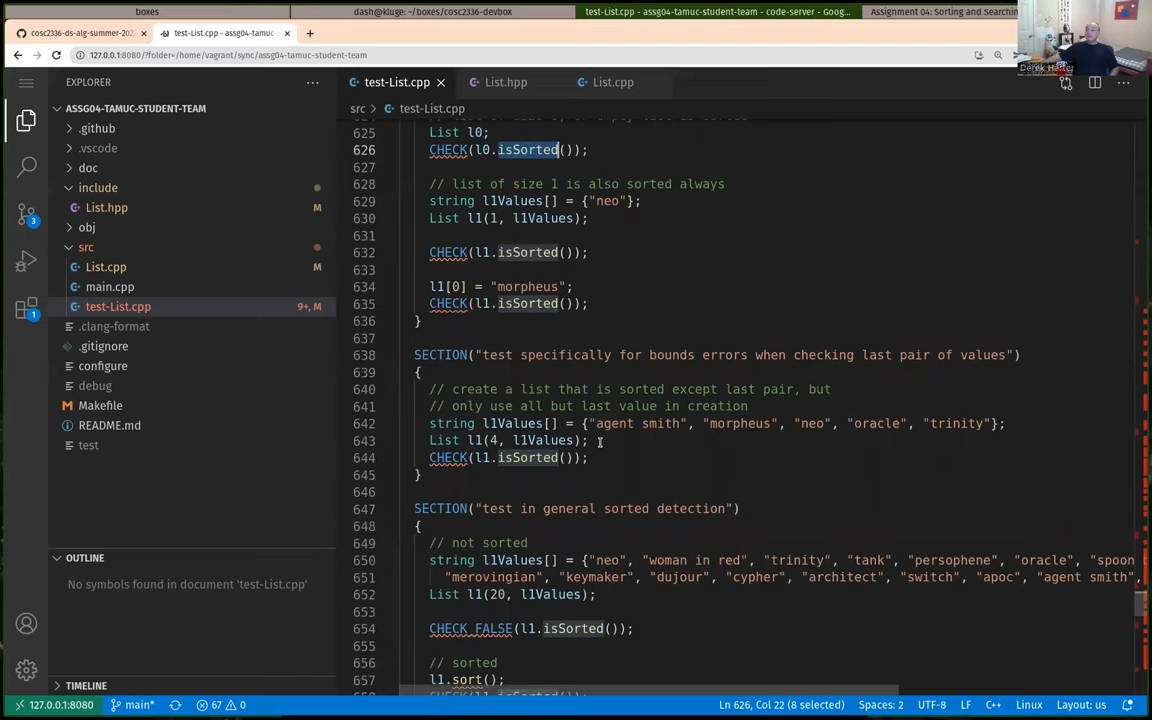 boxes
dash@kluge: ~/boxes/cosc2336-devbox
test-List.cpp - assg04-tamuc-student-team - code-server - Goog...
Assignment 04: Sorting and Searching
cosc2336-ds-alg-summer-202
test-List.cpp - assg04-tamuc-
127.0.0.1:8080/?folder=/home/vagrant/sync/assg04-tamuc-student-team
Derek Harter
EXPLORER
test-List.cpp
List.hpp
List.cpp
ASSG04-TAMUC-STUDENT-TEAM
src > test-List.cpp
.github
.vscode
doc
include
List.hpp M
obj
src
List.cpp M
main.cpp
test-List.cpp 9+, M
.clang-format
.gitignore
configure
debug
Makefile
README.md
test
3
1
OUTLINE
No symbols found in document 'test-List.cpp'
TIMELINE
625 List l0;
626 CHECK(l0.isSorted());
627
628 // list of size 1 is also sorted always
629 string l1Values[] = {"neo"};
630 List l1(1, l1Values);
631
632 CHECK(l1.isSorted());
633
634 l1[0] = "morpheus";
635 CHECK(l1.isSorted());
636 }
637
638 SECTION("test specifically for bounds errors when checking last pair of values")
639 {
640 // create a list that is sorted except last pair, but
641 // only use all but last value in creation
642 string l1Values[] = {"agent smith", "morpheus", "neo", "oracle", "trinity"};
643 List l1(4, l1Values);
644 CHECK(l1.isSorted());
645 }
646
647 SECTION("test in general sorted detection")
648 {
649 // not sorted
650 string l1Values[] = {"neo", "woman in red", "trinity", "tank", "persophene", "oracle", "spoon
651 "merovingian", "keymaker", "dujour", "cypher", "architect", "switch", "apoc", "agent smith",
652 List l1(20, l1Values);
653
654 CHECK_FALSE(l1.isSorted());
655
656 // sorted
657 l1.sort();
127.0.0.1:8080
main*
67 0
Ln 626, Col 22 (8 selected)
Spaces: 2
UTF-8
LF
C++
Linux
Layout: us